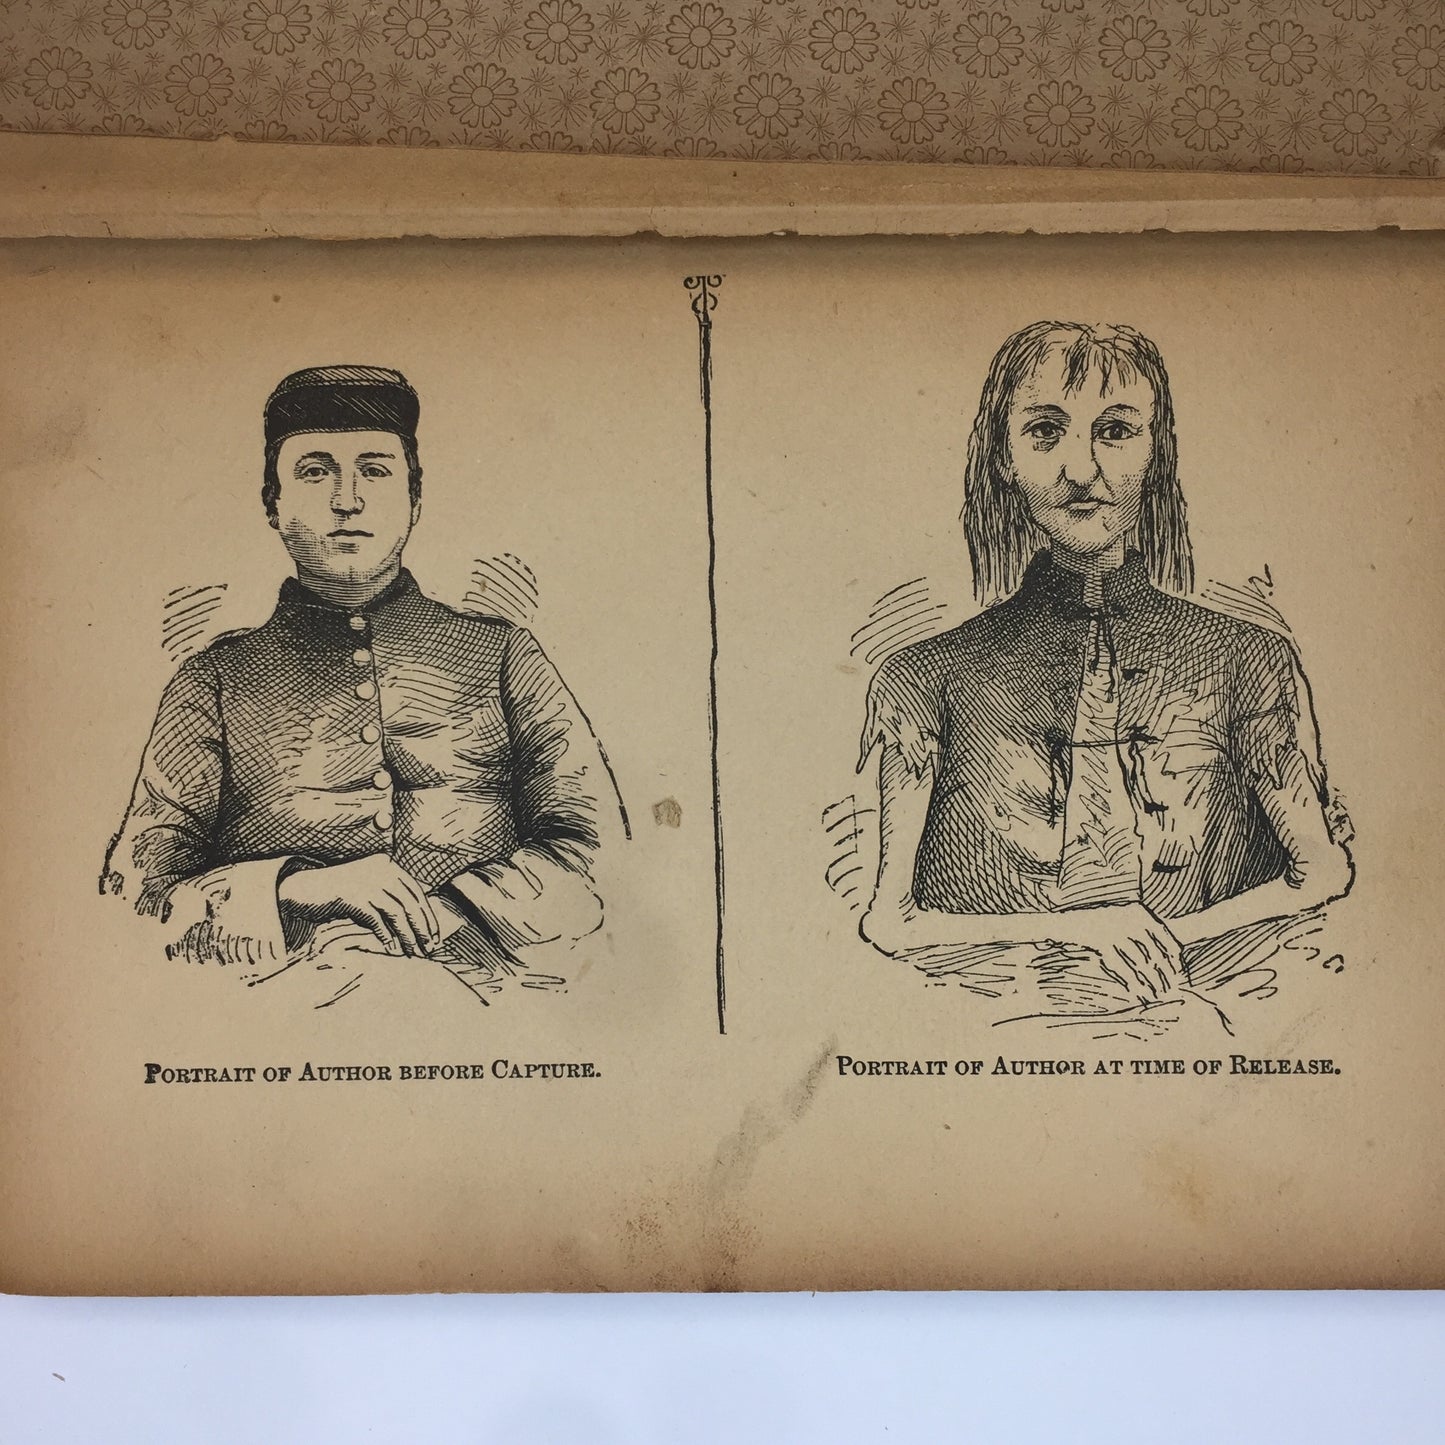 Portrait of Author before Capture.
Portrait of Author at time of Release.